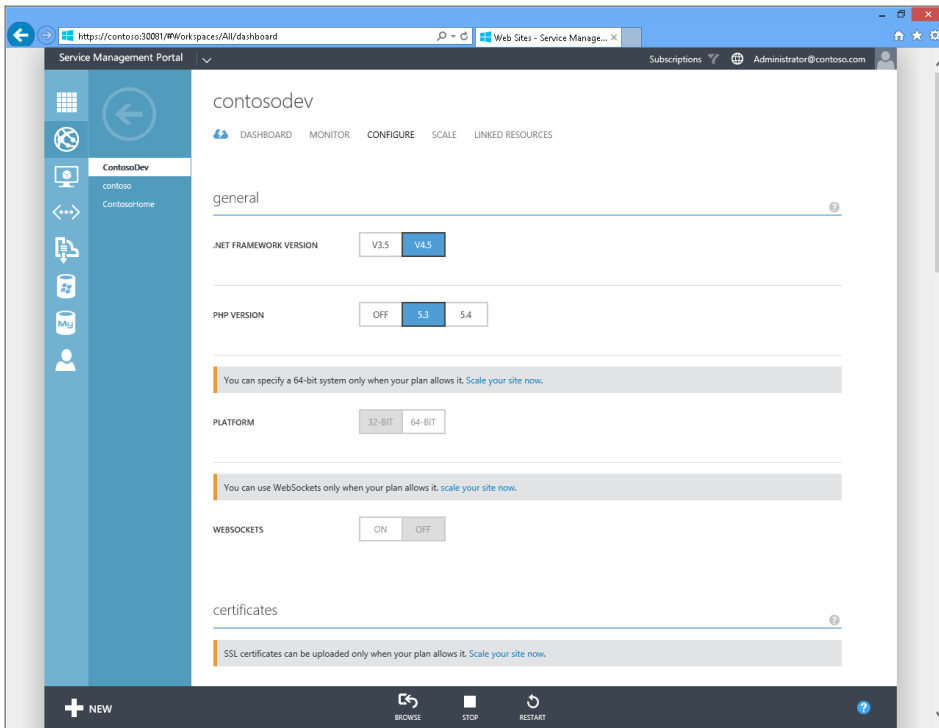 https://contoso:30081/#Workspaces/All/dashboard
Web Sites - Service Manage...
Service Management Portal
Subscriptions
Administrator@contoso.com
contosodev
DASHBOARD MONITOR CONFIGURE SCALE LINKED RESOURCES
ContosoDev
contoso
ContosoHome
general
?
.NET FRAMEWORK VERSION V3.5 V4.5
PHP VERSION OFF 5.3 5.4
You can specify a 64-bit system only when your plan allows it. Scale your site now.
PLATFORM 32-BIT 64-BIT
You can use WebSockets only when your plan allows it. scale your site now.
WEBSOCKETS ON OFF
certificates
?
SSL certificates can be uploaded only when your plan allows it. Scale your site now.
My
NEW
BROWSE STOP RESTART
?